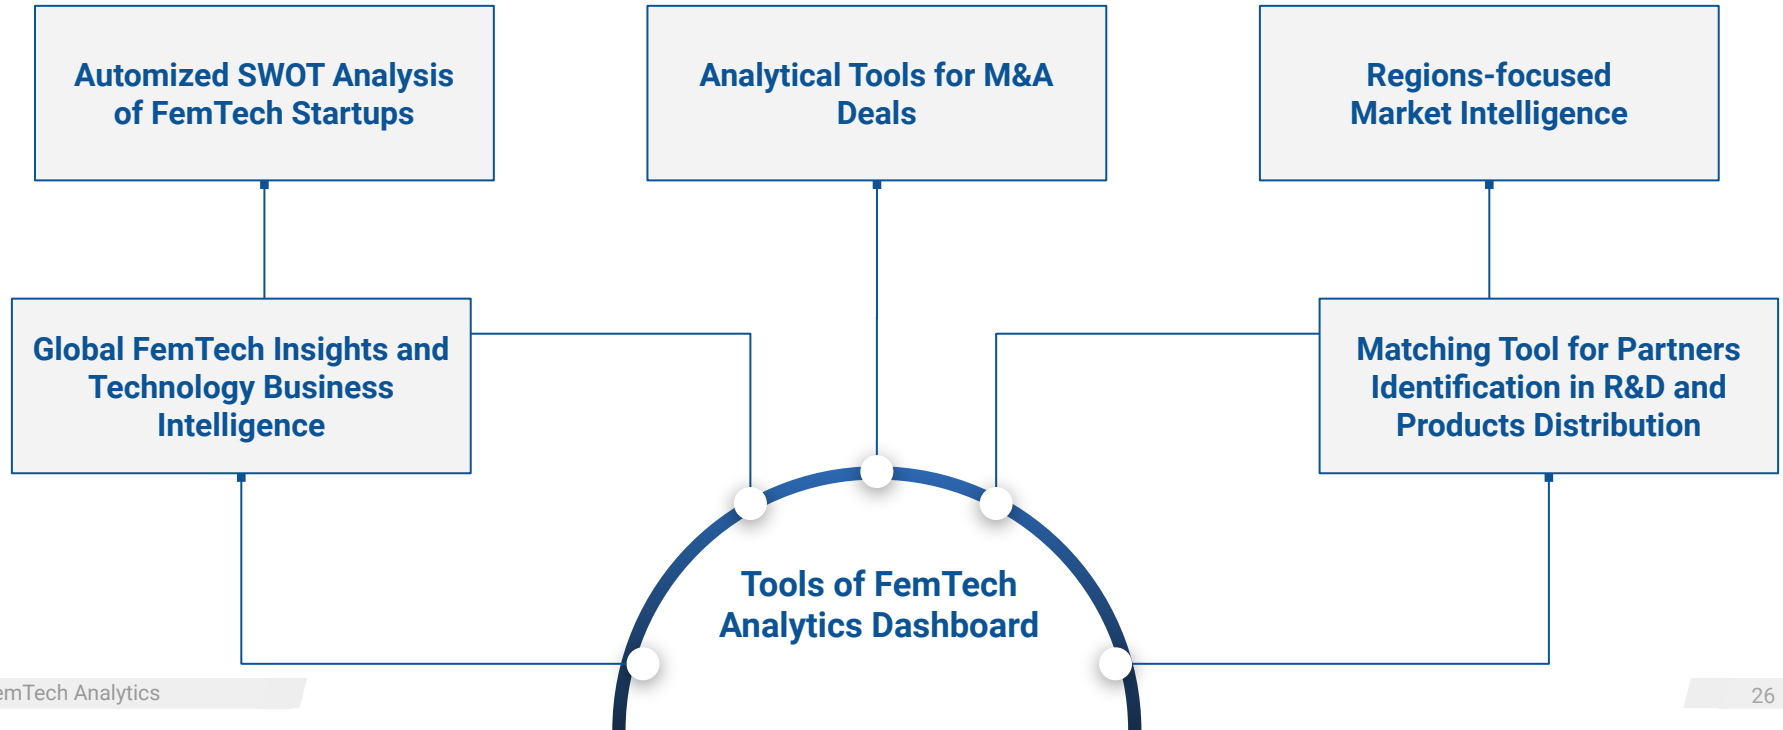 Automized SWOT Analysis
of FemTech Startups
Analytical Tools for M&A
Deals
Regions-focused
Market Intelligence
Global FemTech Insights and
Technology Business
Intelligence
Matching Tool for Partners
Identification in R&D and
Products Distribution
Tools of FemTech
Analytics Dashboard
emTech Analytics
26